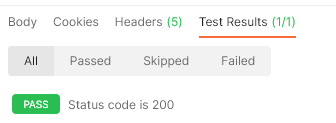 Body Cookies Headers (5) Test Results (1/1)
All Passed Skipped Failed
PASS Status code is 200